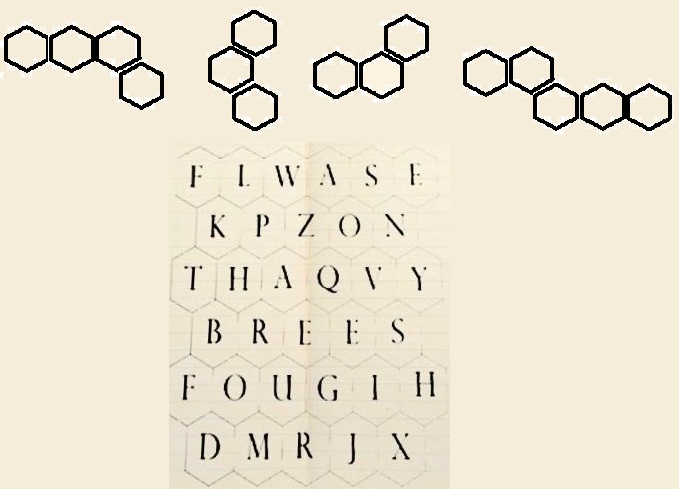 F L W A S E
K P Z O N
T H A Q V Y
B R E E S
F O U G I H
D M R J X